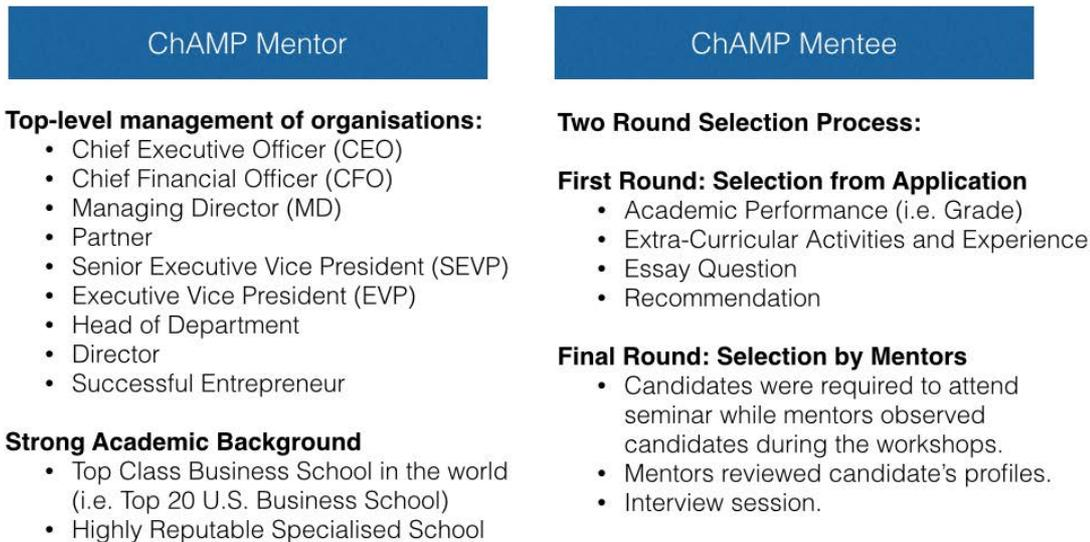 ChAMP Mentor
Top-level management of organisations:
• Chief Executive Officer (CEO)
• Chief Financial Officer (CFO)
• Managing Director (MD)
• Partner
• Senior Executive Vice President (SEVP)
• Executive Vice President (EVP)
• Head of Department
• Director
• Successful Entrepreneur
Strong Academic Background
• Top Class Business School in the world
(i.e. Top 20 U.S. Business School)
• Highly Reputable Specialised School
ChAMP Mentee
Two Round Selection Process:
First Round: Selection from Application
• Academic Performance (i.e. Grade)
• Extra-Curricular Activities and Experience
• Essay Question
• Recommendation
Final Round: Selection by Mentors
• Candidates were required to attend
seminar while mentors observed
candidates during the workshops.
• Mentors reviewed candidate's profiles.
• Interview session.